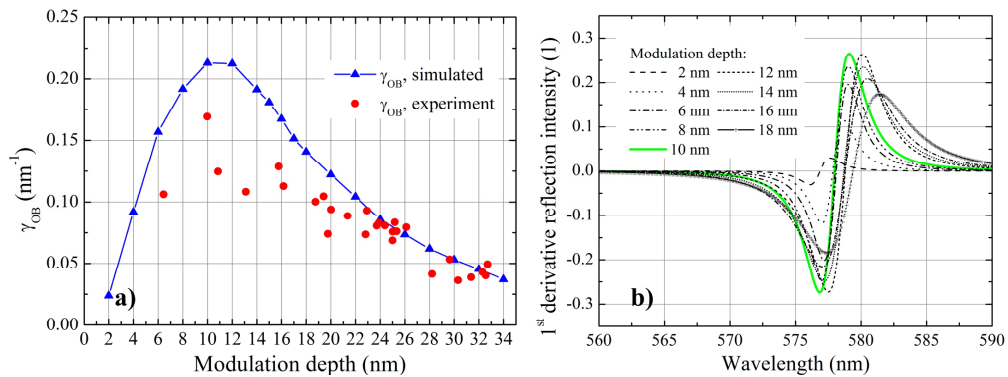 γOB (nm-1)
0.25
0.20
0.15
0.10
0.05
0.00
γOB, simulated
γOB, experiment
a)
0 2 4 6 8 10 12 14 16 18 20 22 24 26 28 30 32 34
Modulation depth (nm)
1st derivative reflection intensity (1)
0.3
0.2
0.1
0.0
-0.1
-0.2
-0.3
Modulation depth:
2 nm 12 nm
4 nm 14 nm
6 nm 16 nm
8 nm 18 nm
10 nm
b)
560 570 580 590
Wavelength (nm)